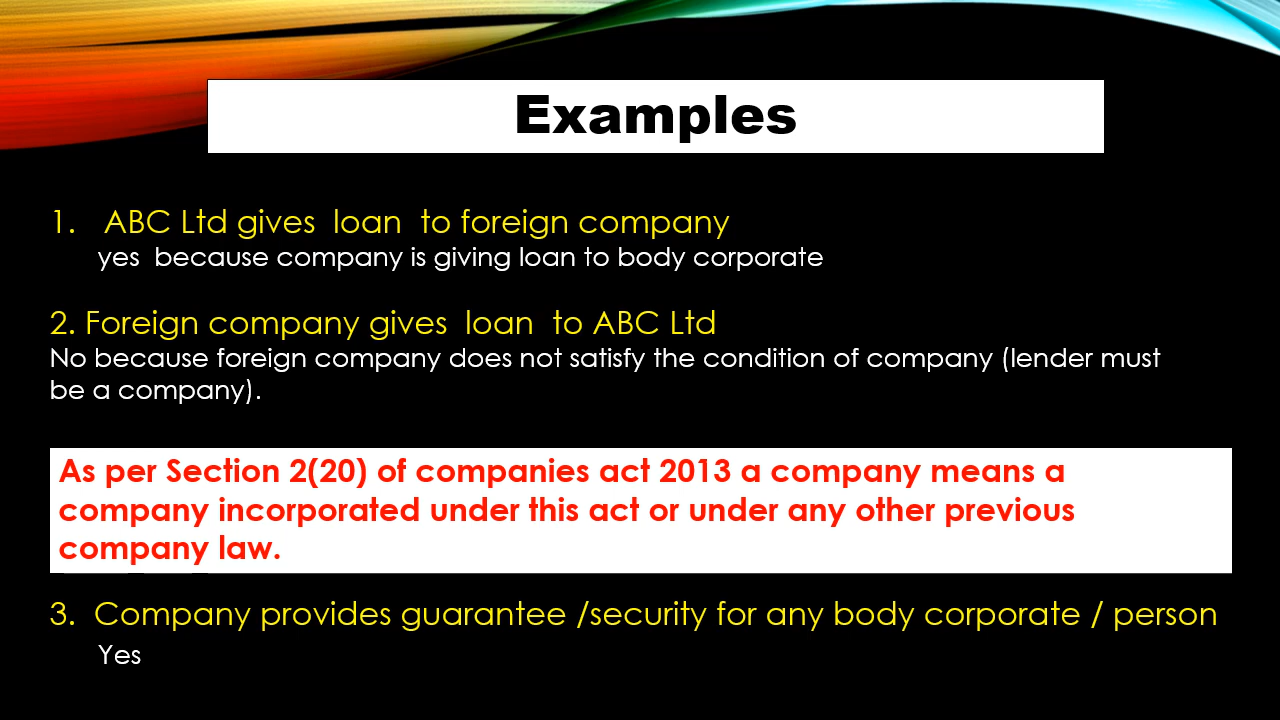 Examples
1. ABC Ltd gives loan to foreign company
yes because company is giving loan to body corporate
2. Foreign company gives loan to ABC Ltd
No because foreign company does not satisfy the condition of company (lender must
be a company).
As per Section 2(20) of companies act 2013 a company means a
company incorporated under this act or under any other previous
company law.
3. Company provides guarantee /security for any body corporate / person
Yes